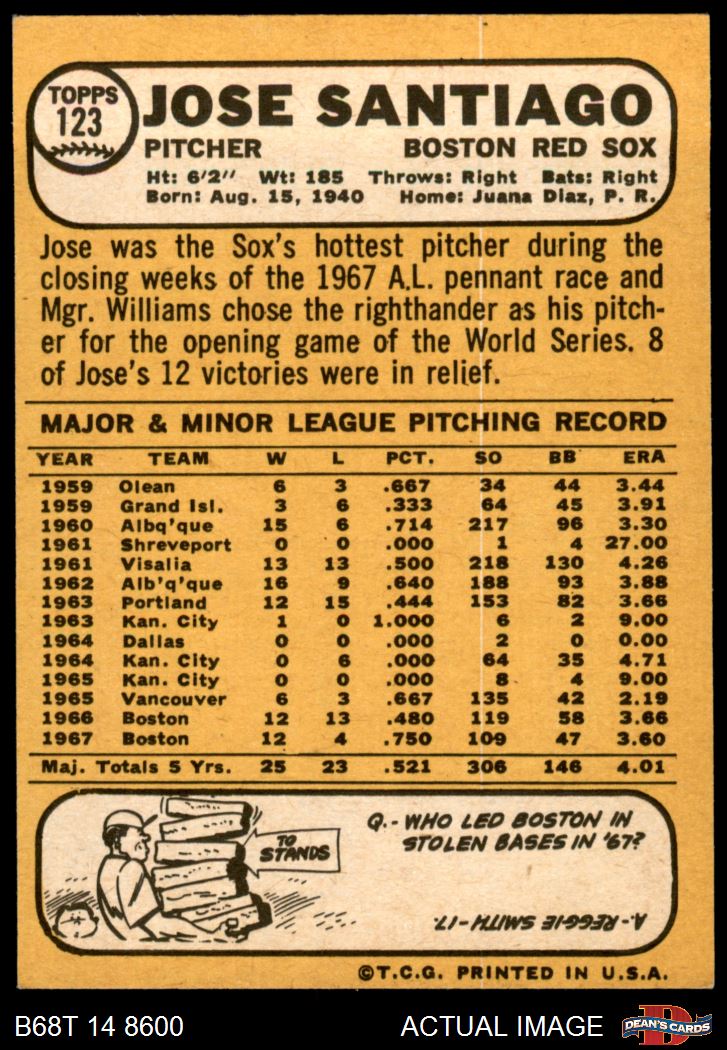 TOPPS
123
JOSE SANTIAGO
PITCHER BOSTON RED SOX
Ht: 6'2" Wt: 185 Throws: Right Bats: Right
Born: Aug. 15, 1940 Home: Juana Diaz, P. R.
Jose was the Sox's hottest pitcher during the
closing weeks of the 1967 A.L. pennant race and
Mgr. Williams chose the righthander as his pitch-
er for the opening game of the World Series. 8
of Jose's 12 victories were in relief.
MAJOR & MINOR LEAGUE PITCHING RECORD
YEAR TEAM W L PCT. SO BB ERA
1959 Olean 6 3 .667 34 44 3.44
1959 Grand Isl. 3 6 .333 64 45 3.91
1960 Albq'que 15 6 .714 217 96 3.30
1961 Shreveport 0 0 .000 1 4 27.00
1961 Visalia 13 13 .500 218 130 4.26
1962 Alb'q'que 16 9 .640 188 93 3.88
1963 Portland 12 15 .444 153 82 3.66
1963 Kan. City 1 0 1.000 6 2 9.00
1964 Dallas 0 0 .000 2 0 0.00
1964 Kan. City 0 6 .000 64 35 4.71
1965 Kan. City 0 0 .000 8 4 9.00
1965 Vancouver 6 3 .667 135 42 2.19
1966 Boston 12 13 .480 119 58 3.66
1967 Boston 12 4 .750 109 47 3.60
Maj. Totals 5 Yrs. 25 23 .521 306 146 4.01
TO
STANDS
Q.- WHO LED BOSTON IN
STOLEN BASES IN '67?
A.- REGGIE SMITH - 17.
©T.C.G. PRINTED IN U.S.A.
B68T 14 8600 ACTUAL IMAGE
D
DEAN'S CARDS